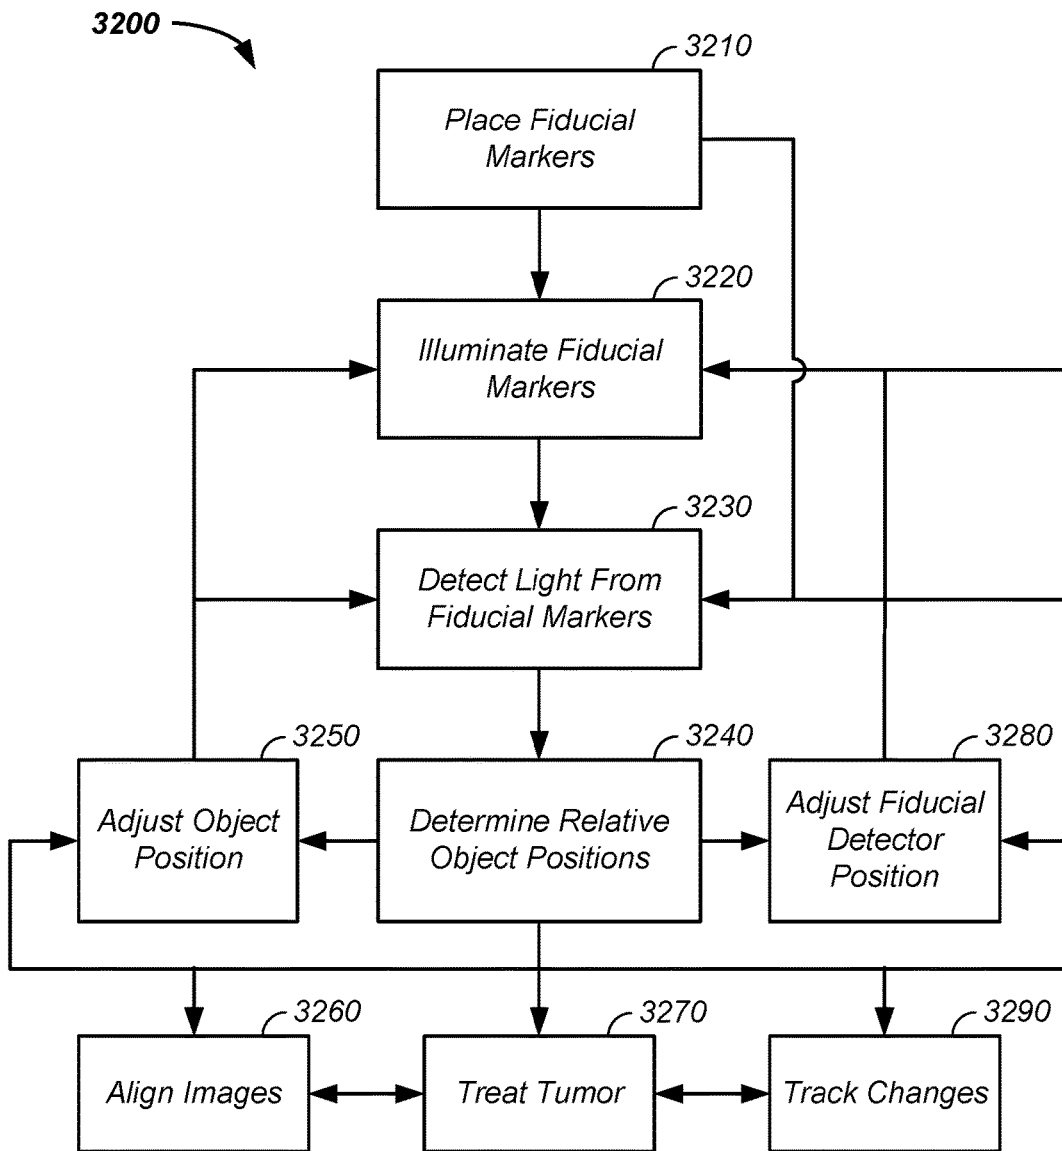 3200
3210
Place Fiducial
Markers
3220
Illuminate Fiducial
Markers
3230
Detect Light From
Fiducial Markers
3250
Adjust Object
Position
3240
Determine Relative
Object Positions
3280
Adjust Fiducial
Detector
Position
3260
Align Images
3270
Treat Tumor
3290
Track Changes